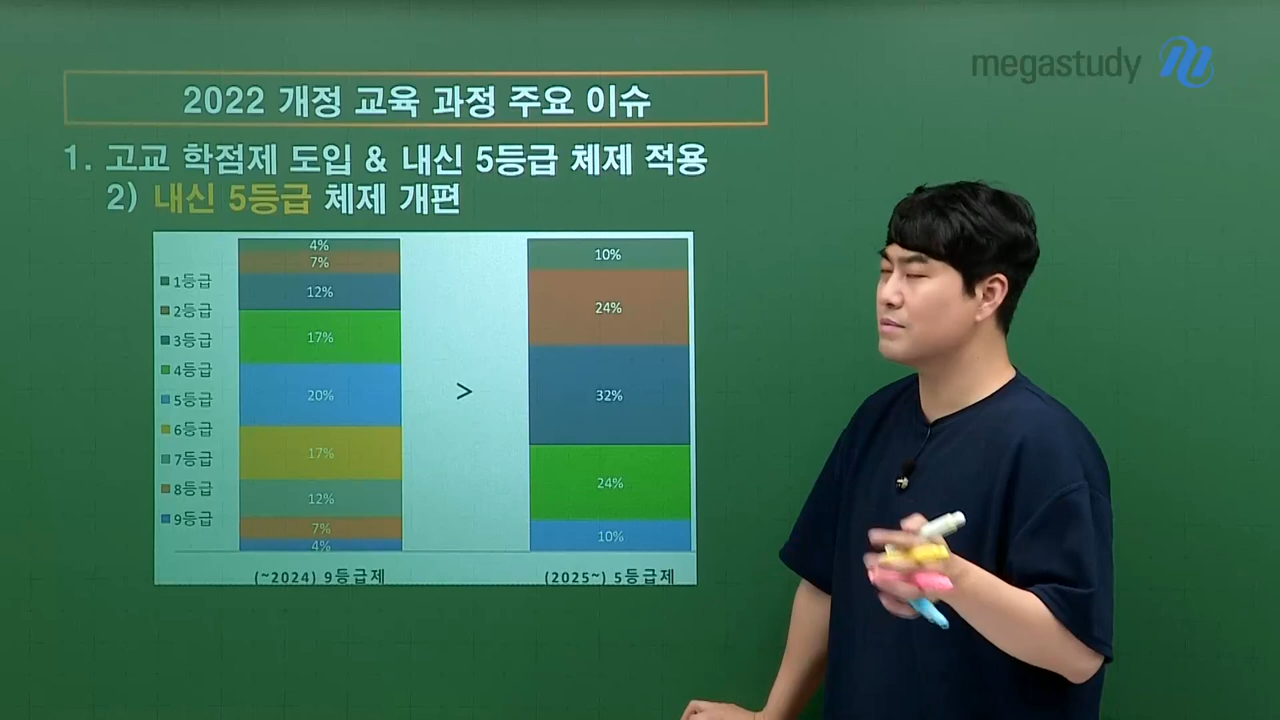 megastudy
2022 개정 교육 과정 주요 이슈
1. 고교 학점제 도입 & 내신 5등급 체제 적용
2) 내신 5등급 체제 개편
1등급
2등급
3등급
4등급
5등급
6등급
7등급
8등급
9등급
4%
7%
12%
17%
20%
17%
12%
7%
4%
(~2024) 9등급제
>
10%
24%
32%
24%
10%
(2025~) 5등급제